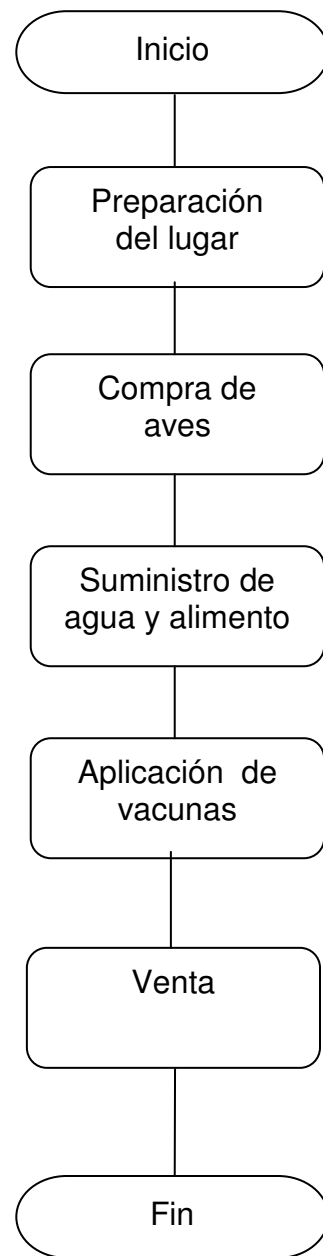 Inicio
Preparación
del lugar
Compra de
aves
Suministro de
agua y alimento
Aplicación de
vacunas
Venta
Fin